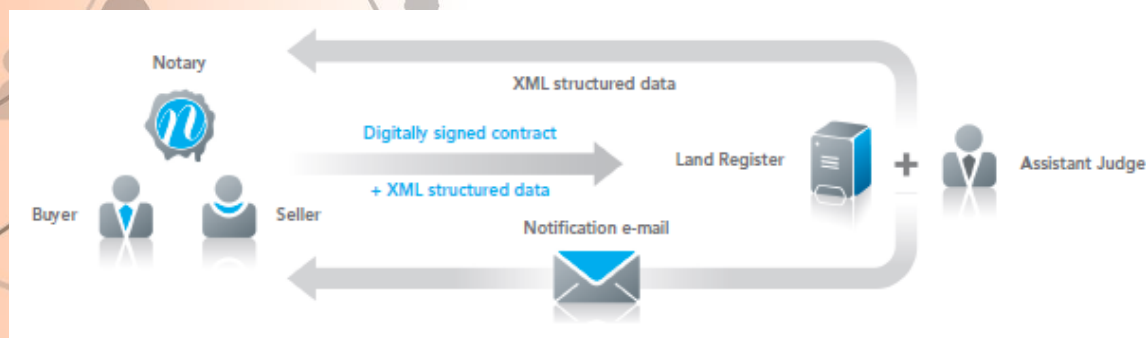 Notary
XML structured data
n
Digitally signed contract
Land Register
+
Assistant Judge
+ XML structured data
Buyer
Seller
Notification e-mail